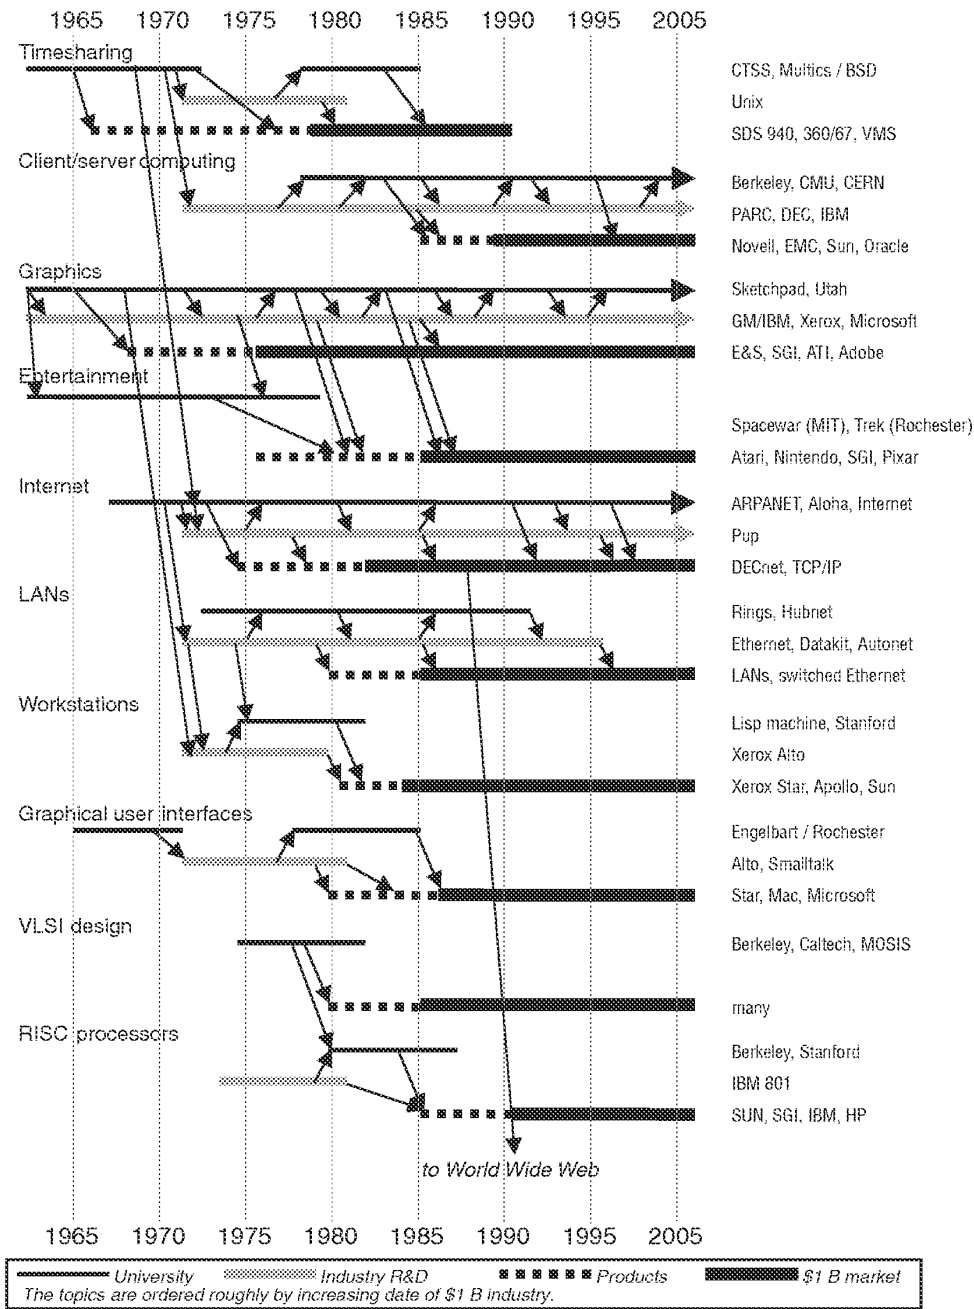 1965 1970 1975 1980 1985 1990 1995 2005
Timesharing
CTSS, Multics / BSD
Unix
SDS 940, 360/67, VMS
Client/server computing
Berkeley, CMU, CERN
PARC, DEC, IBM
Novell, EMC, Sun, Oracle
Graphics
Sketchpad, Utah
GM/IBM, Xerox, Microsoft
E&S, SGI, ATI, Adobe
Entertainment
Spacewar (MIT), Trek (Rochester)
Atari, Nintendo, SGI, Pixar
Internet
ARPANET, Aloha, Internet
Pup
DECnet, TCP/IP
LANs
Rings, Hubnet
Ethernet, Datakit, Autonet
LANs, switched Ethernet
Workstations
Lisp machine, Stanford
Xerox Alto
Xerox Star, Apollo, Sun
Graphical user interfaces
Engelbart / Rochester
Alto, Smalltalk
Star, Mac, Microsoft
VLSI design
Berkeley, Caltech, MOSIS
many
RISC processors
Berkeley, Stanford
IBM 801
SUN, SGI, IBM, HP
to World Wide Web
1965 1970 1975 1980 1985 1990 1995 2005
University Industry R&D Products $1 B market
The topics are ordered roughly by increasing date of $1 B industry.